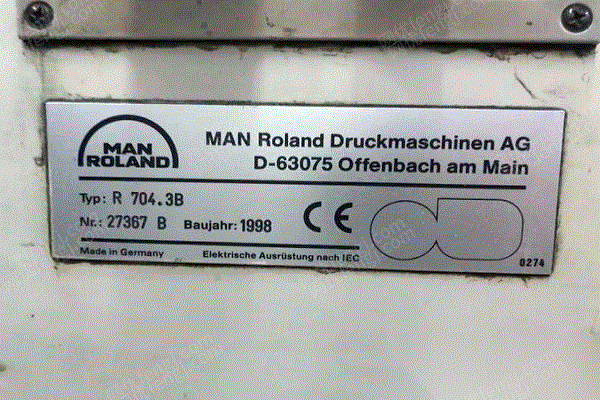 MAN
ROLAND
MAN Roland Druckmaschinen AG
D-63075 Offenbach am Main
Typ: R 704.3B
Nr.: 27367 B Baujahr: 1998
CE
Made in Germany
Elektrische Ausrüstung nach IEC
0274